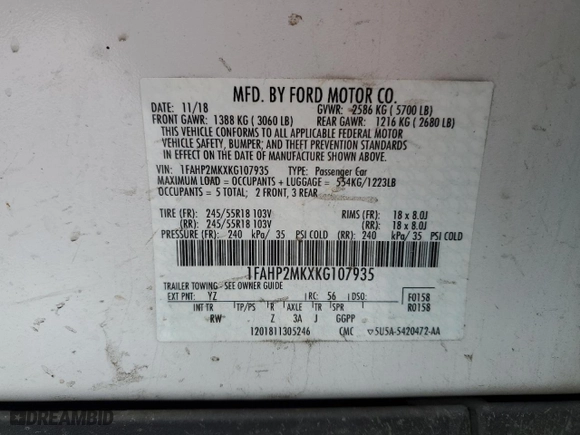 MFD. BY FORD MOTOR CO.
DATE: 11/18 GVWR: 2586 KG ( 5700 LB)
FRONT GAWR: 1388 KG ( 3060 LB) REAR GAWR: 1216 KG ( 2680 LB)
THIS VEHICLE CONFORMS TO ALL APPLICABLE FEDERAL MOTOR
VEHICLE SAFETY, BUMPER, AND THEFT PREVENTION STANDARDS
IN EFFECT ON THE DATE OF MANUFACTURE SHOWN ABOVE.
VIN: 1FAHP2MKXKG107935 TYPE: Passenger Car
MAXIMUM LOAD = OCCUPANTS + LUGGAGE = 554KG/1223LB
OCCUPANTS = 5 TOTAL; 2 FRONT, 3 REAR
TIRE (FR): 245/55R18 103V RIMS (FR): 18 x 8.0J
(RR): 245/55R18 103V (RR): 18 x 8.0J
PRESSURE (FR): 240 kPa/ 35 PSI COLD (RR): 240 kPa/ 35 PSI COLD
1FAHP2MKXKG107935
TRAILER TOWING - SEE OWNER GUIDE
EXT PNT: YZ RC: 56 DSO: F0158
INT TR TP/PS R AXLE TR SPR R0158
RW . Z 3A J GGPP
1201811305246 CMC 5U5A-5420472-AA
DREAMBID